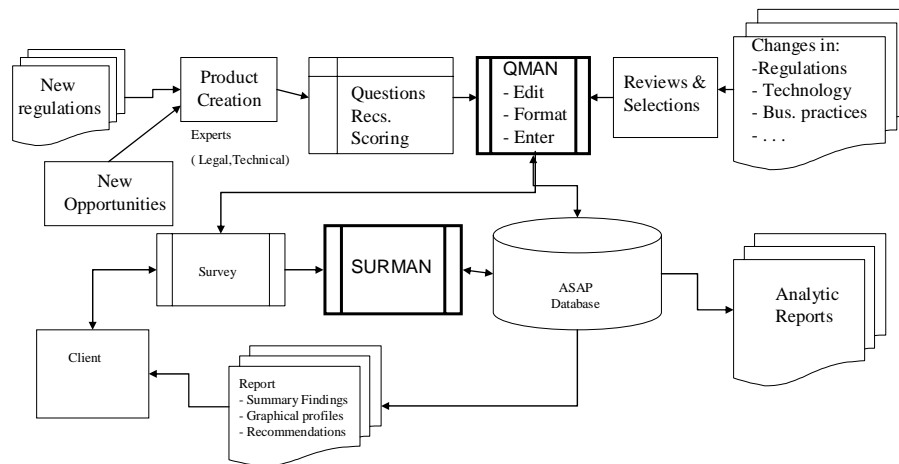 New
regulations
Product
Creation
Experts
( Legal,Technical)
New
Opportunities
Questions
Recs.
Scoring
QMAN
- Edit
- Format
- Enter
Reviews &
Selections
Changes in:
-Regulations
- Technology
- Bus. practices
- . . .
Survey
SURMAN
ASAP
Database
Analytic
Reports
Client
Report
- Summary Findings
- Graphical profiles
- Recommendations